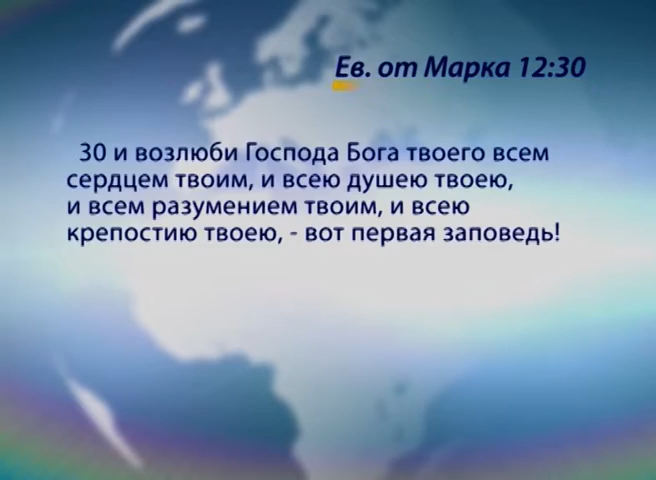 Ев. от Марка 12:30
30 и возлюби Господа Бога твоего всем
сердцем твоим, и всею душею твоею,
и всем разумением твоим, и всею
крепостию твоею, - вот первая заповедь!